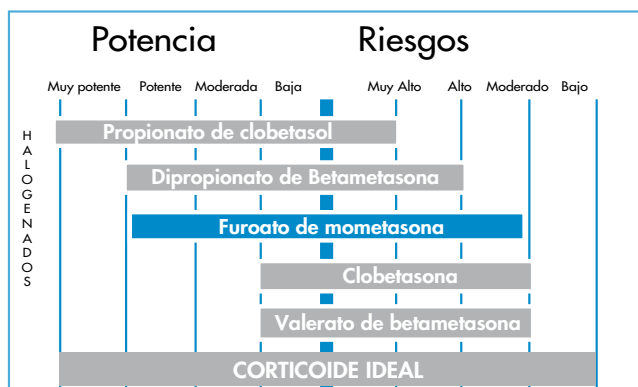 Potencia Riesgos
Muy potente Potente Moderada Baja Muy Alto Alto Moderado Bajo
HALOGENADOS
Propionato de clobetasol
Dipropionato de Betametasona
Furoato de mometasona
Clobetasona
Valerato de betametasona
CORTICOIDE IDEAL